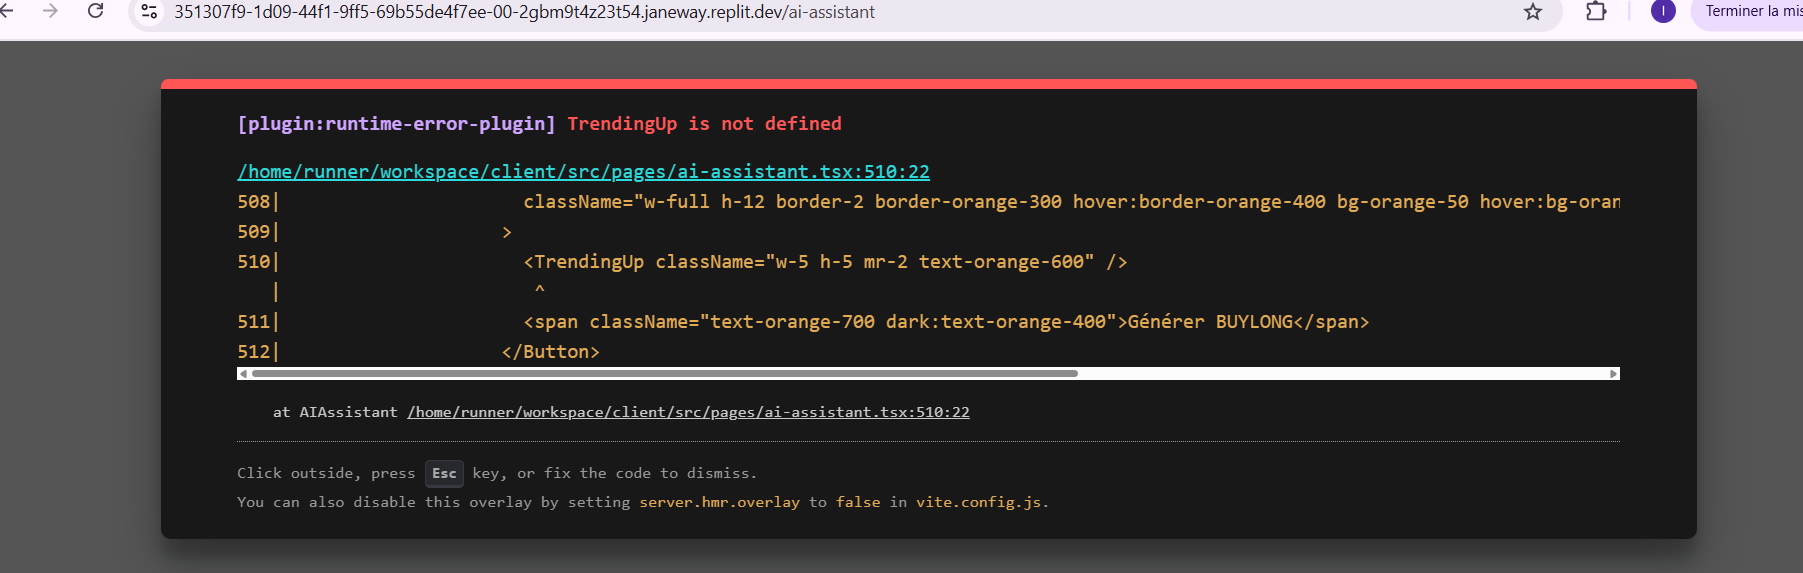 351307f9-1d09-44f1-9ff5-69b55de4f7ee-00-2gbm9t4z23t54.janeway.replit.dev/ai-assistant
I
Terminer la mis
[plugin:runtime-error-plugin] TrendingUp is not defined
/home/runner/workspace/client/src/pages/ai-assistant.tsx:510:22
508| className="w-full h-12 border-2 border-orange-300 hover:border-orange-400 bg-orange-50 hover:bg-oran
509| >
510| <TrendingUp className="w-5 h-5 mr-2 text-orange-600" />
| ^
511| <span className="text-orange-700 dark:text-orange-400">Générer BUYLONG</span>
512| </Button>
at AIAssistant /home/runner/workspace/client/src/pages/ai-assistant.tsx:510:22
Click outside, press Esc key, or fix the code to dismiss.
You can also disable this overlay by setting server.hmr.overlay to false in vite.config.js.